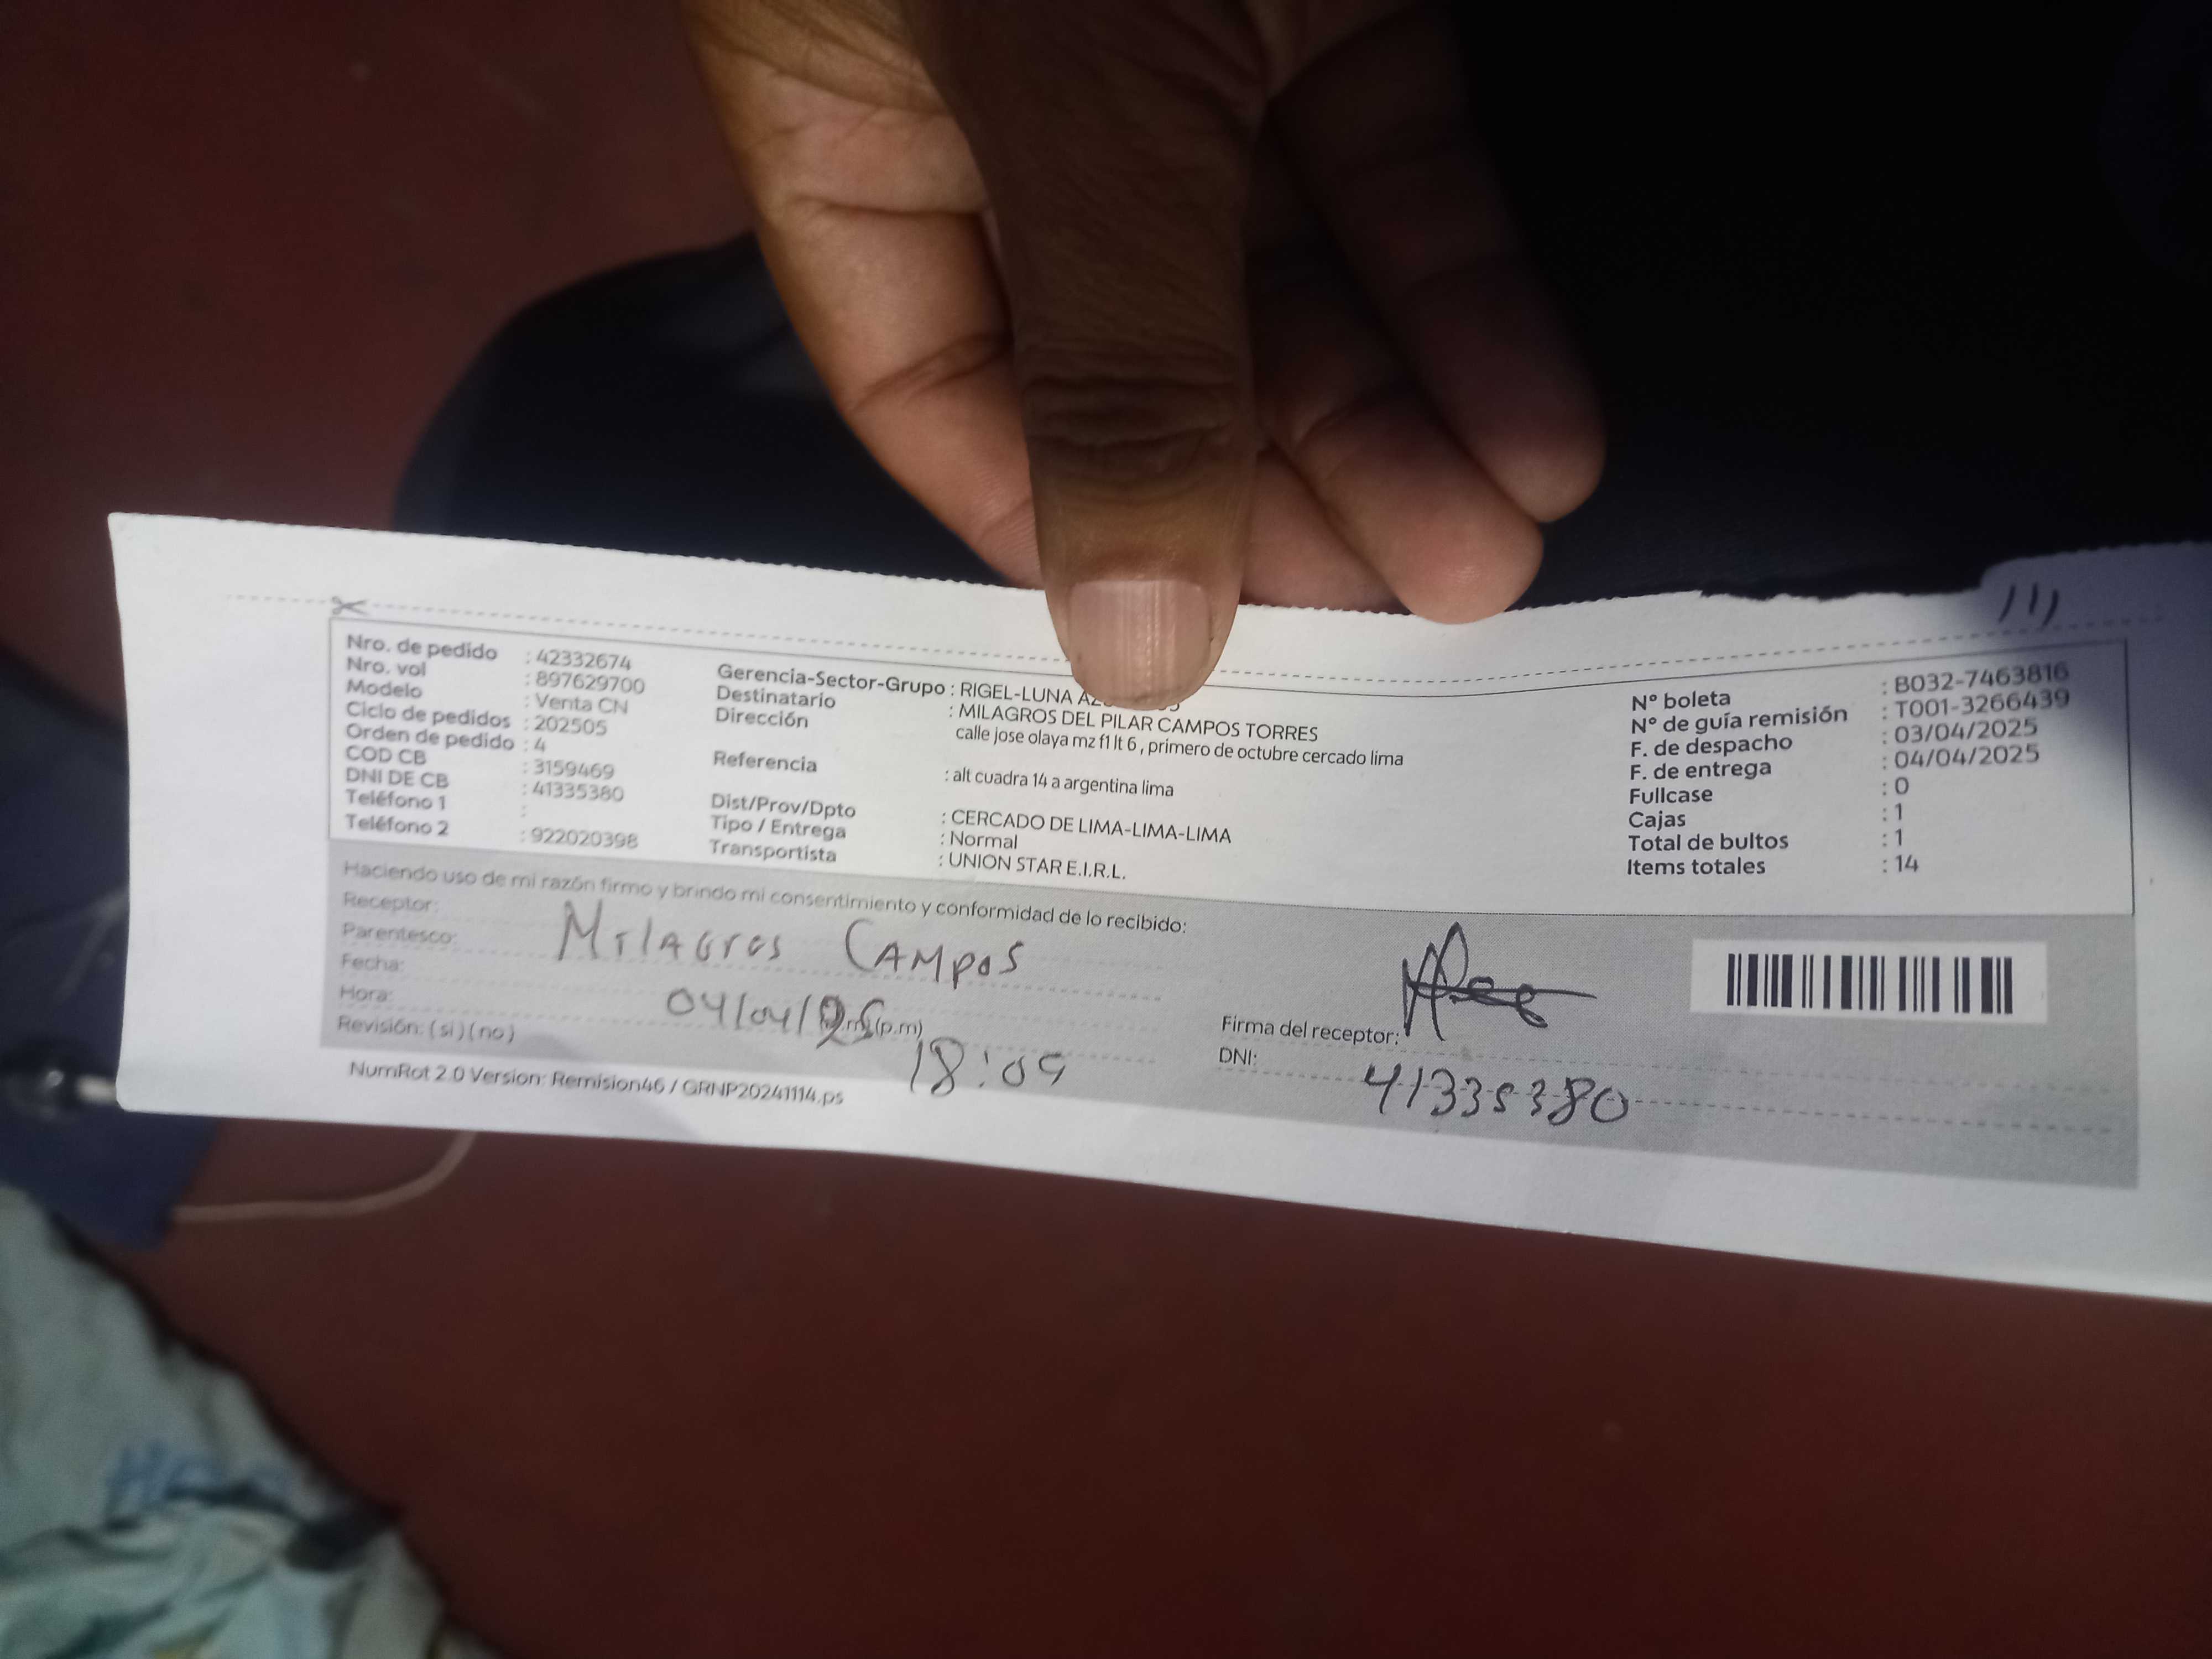 111
Nro. de pedido : 42332674
Nro. vol : 897629700
Modelo : Venta CN
Ciclo de pedidos : 202505
Orden de pedido : 4
COD CB : 3159469
DNI DE CB : 41335380
Teléfono 1 :
Teléfono 2 : 922020398
Gerencia-Sector-Grupo : RIGEL-LUNA
Destinatario : MILAGROS DEL PILAR CAMPOS TORRES
Dirección calle jose olaya mz f1 lt 6 , primero de octubre cercado lima
Referencia : alt cuadra 14 a argentina lima
Dist/Prov/Dpto : CERCADO DE LIMA-LIMA-LIMA
Tipo / Entrega : Normal
Transportista : UNION STAR E.I.R.L.
Nº boleta : B032-7463816
Nº de guía remisión : T001-3266439
F. de despacho : 03/04/2025
F. de entrega : 04/04/2025
Fullcase : 0
Cajas : 1
Total de bultos : 1
Items totales : 14
Haciendo uso de mi razón firmo y brindo mi consentimiento y conformidad de lo recibido:
Receptor: MILAGROS CAMPOS
Parentesco:
Fecha: 04/04/25
Hora: (p.m) 18:09
Revisión: (si) (no)
Firma del receptor:
DNI: 41335380
NumRot 2.0 Version: Remision46 / GRNP20241114.ps